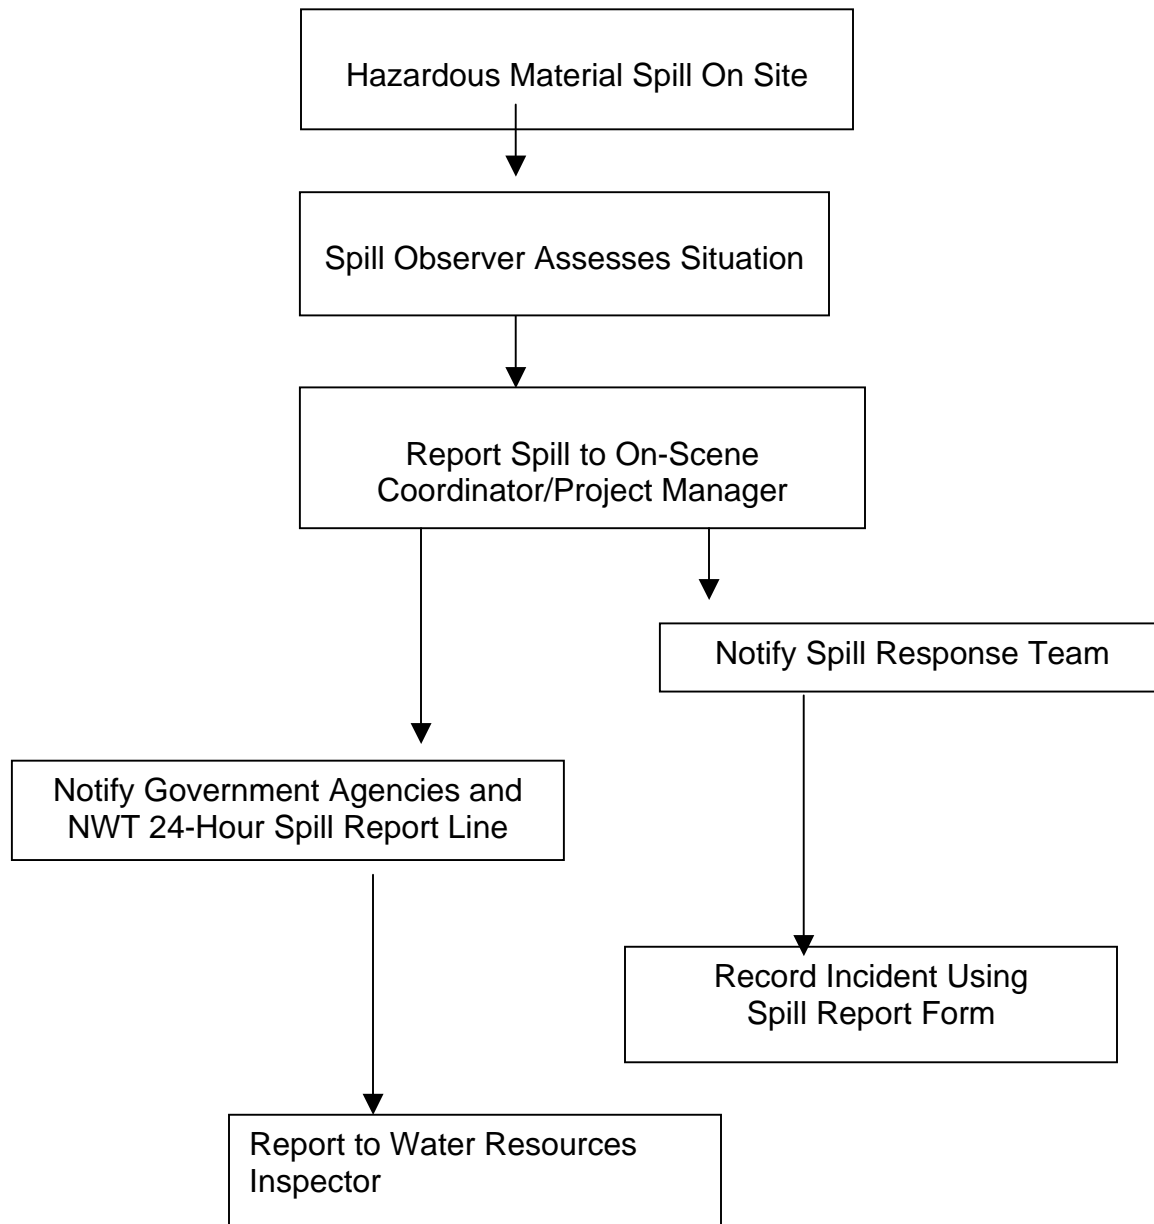 Hazardous Material Spill On Site
Spill Observer Assesses Situation
Report Spill to On-Scene
Coordinator/Project Manager
Notify Spill Response Team
Notify Government Agencies and
NWT 24-Hour Spill Report Line
Record Incident Using
Spill Report Form
Report to Water Resources
Inspector